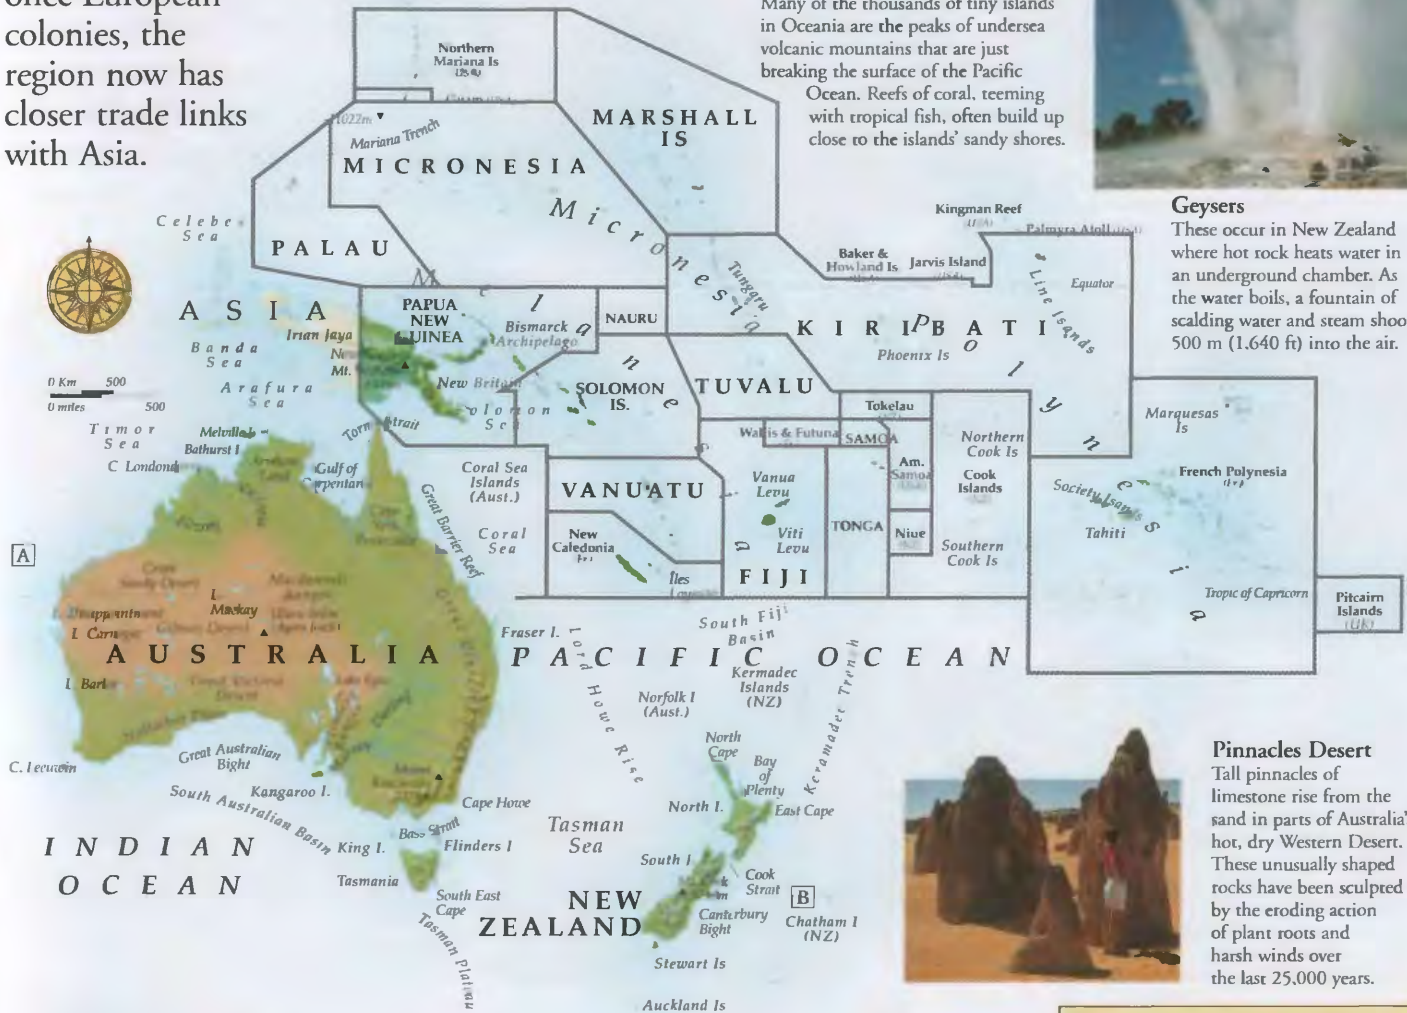 once European
colonies, the
region now has
closer trade links
with Asia.
Many of the thousands of tiny islands
in Oceania are the peaks of undersea
volcanic mountains that are just
breaking the surface of the Pacific
Ocean. Reefs of coral, teeming
with tropical fish, often build up
close to the islands' sandy shores.
Geysers
These occur in New Zealand
where hot rock heats water in
an underground chamber. As
the water boils, a fountain of
scalding water and steam shoo
500 m (1,640 ft) into the air.
Northern
Mariana Is
Mariana Trench
MICRONESIA
MARSHALL
IS
Micronesia
PALAU
Celebe
Sea
ASIA
Irian Jaya
Banda
Sea
Arafura
Sea
Timor
Sea
0 Km 500
0 miles 500
PAPUA
NEW
GUINEA
Bismarck
Archipelago
New Britain
Solomon
Sea
Melanesia
NAURU
SOLOMON
IS.
Tungaru
KIRIBATI
Phoenix Is
Baker &
Howland Is
Jarvis Island
Kingman Reef
Palmyra Atoll
Line Islands
Equator
Polynesia
TUVALU
Tokelau
Wallis & Futuna
SAMOA
Am.
Samoa
Northern
Cook Is
Cook
Islands
Southern
Cook Is
Niue
TONGA
Vanua
Levu
Viti
Levu
FIJI
VANUATU
New
Caledonia
Îles
Marquesas
Is
French Polynesia
Society Islands
Tahiti
Tropic of Capricorn
Pitcairn
Islands
(UK)
Melville I
Bathurst I
C London
Gulf of
Carpentaria
Coral Sea
Islands
(Aust.)
Coral
Sea
Great Barrier Reef
A
L
Mackay
AUSTRALIA
Darling
C. Leeuwin
Great Australian
Bight
Kangaroo I.
South Australian Basin
INDIAN
OCEAN
King I.
Bass Strait
Flinders I
Cape Howe
Tasmania
South East
Cape
Tasman Plateau
Tasman
Sea
Fraser I.
Lord Howe Rise
PACIFIC OCEAN
South Fiji
Basin
Kermadec
Islands
(NZ)
Norfolk I
(Aust.)
Keramadet Trench
North
Cape
Bay
of
Plenty
North I.
East Cape
South I
Cook
Strait
B
NEW
ZEALAND
Canterbury
Bight
Chatham I
(NZ)
Stewart Is
Auckland Is
Pinnacles Desert
Tall pinnacles of
limestone rise from the
sand in parts of Australia'
hot, dry Western Desert.
These unusually shaped
rocks have been sculpted
by the eroding action
of plant roots and
harsh winds over
the last 25,000 years.